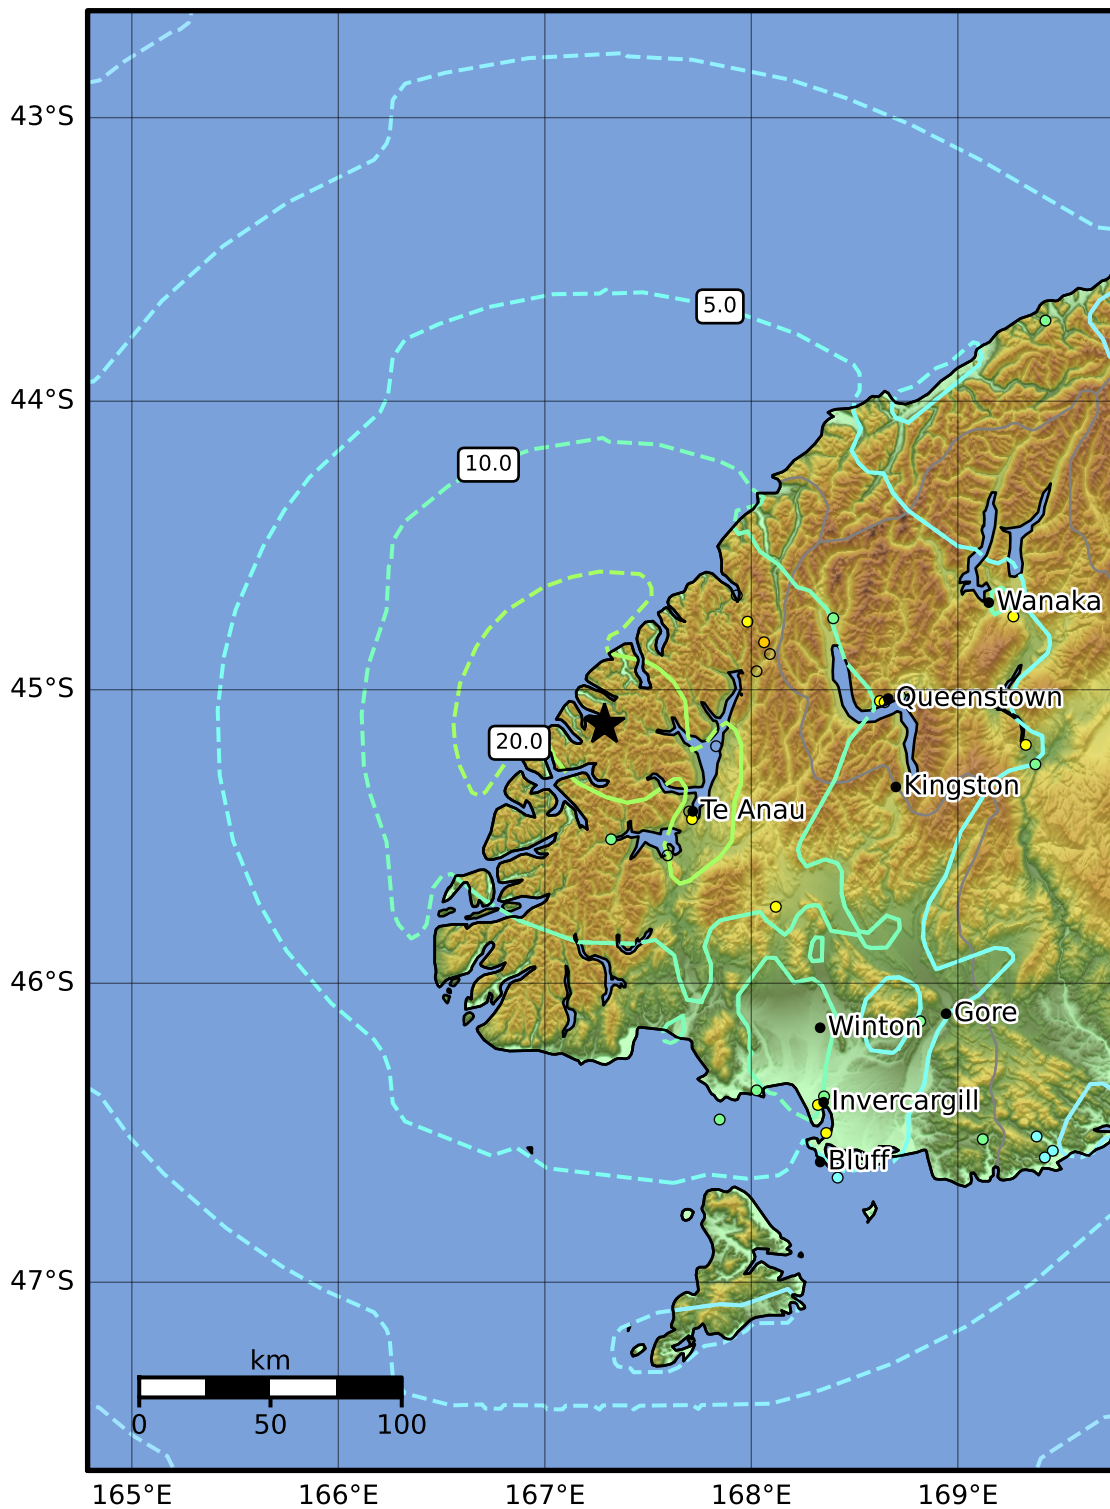 43°S
5.0
44°S
10.0
Wanaka
45°S
Queenstown
20.0
Kingston
Te Anau
46°S
Gore
Winton
Invercargill
Bluff
47°S
km
0 50 100
165°E 166°E 167°E 168°E 169°E